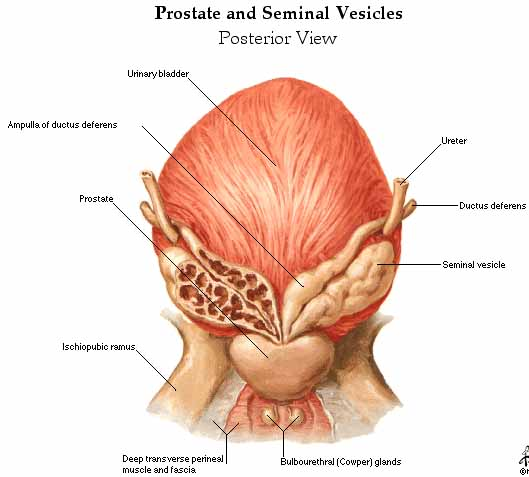 Prostate and Seminal Vesicles
Posterior View
Urinary bladder
Ampulla of ductus deferens
Ureter
Prostate
Ductus deferens
Seminal vesicle
Ischiopubic ramus
Deep transverse perineal
muscle and fascia
Bulbourethral (Cowper) glands